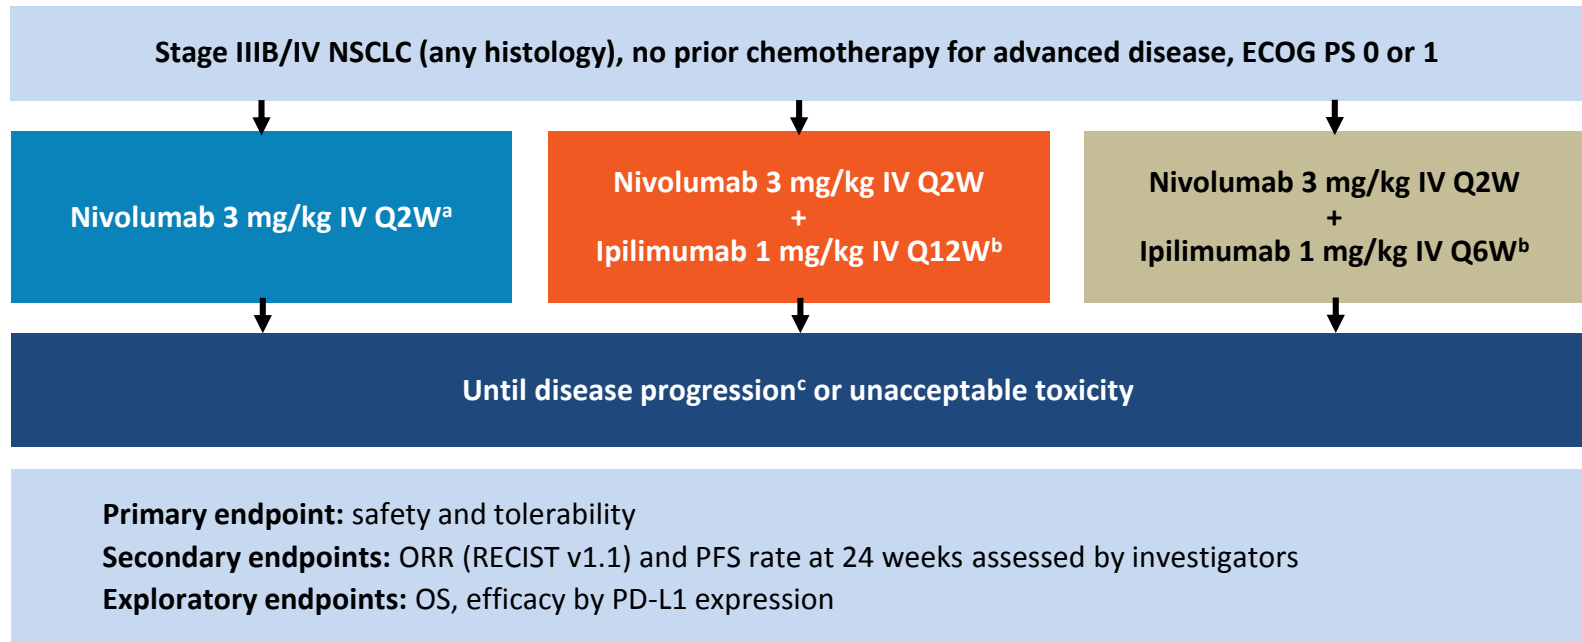 Stage IIIB/IV NSCLC (any histology), no prior chemotherapy for advanced disease, ECOG PS 0 or 1
Nivolumab 3 mg/kg IV Q2Wᵃ
Nivolumab 3 mg/kg IV Q2W
+
Ipilimumab 1 mg/kg IV Q12Wᵇ
Nivolumab 3 mg/kg IV Q2W
+
Ipilimumab 1 mg/kg IV Q6Wᵇ
Until disease progressionᶜ or unacceptable toxicity
Primary endpoint: safety and tolerability
Secondary endpoints: ORR (RECIST v1.1) and PFS rate at 24 weeks assessed by investigators
Exploratory endpoints: OS, efficacy by PD-L1 expression